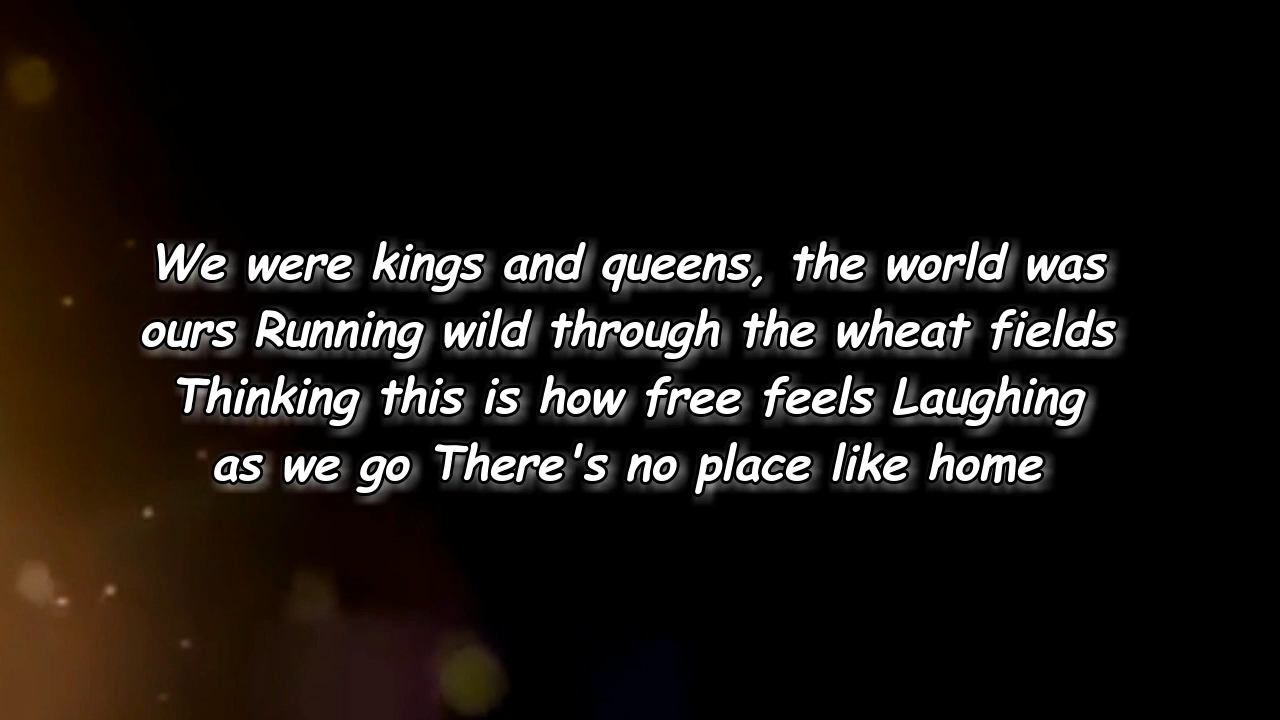 We were kings and queens, the world was
ours Running wild through the wheat fields
Thinking this is how free feels Laughing
as we go There's no place like home